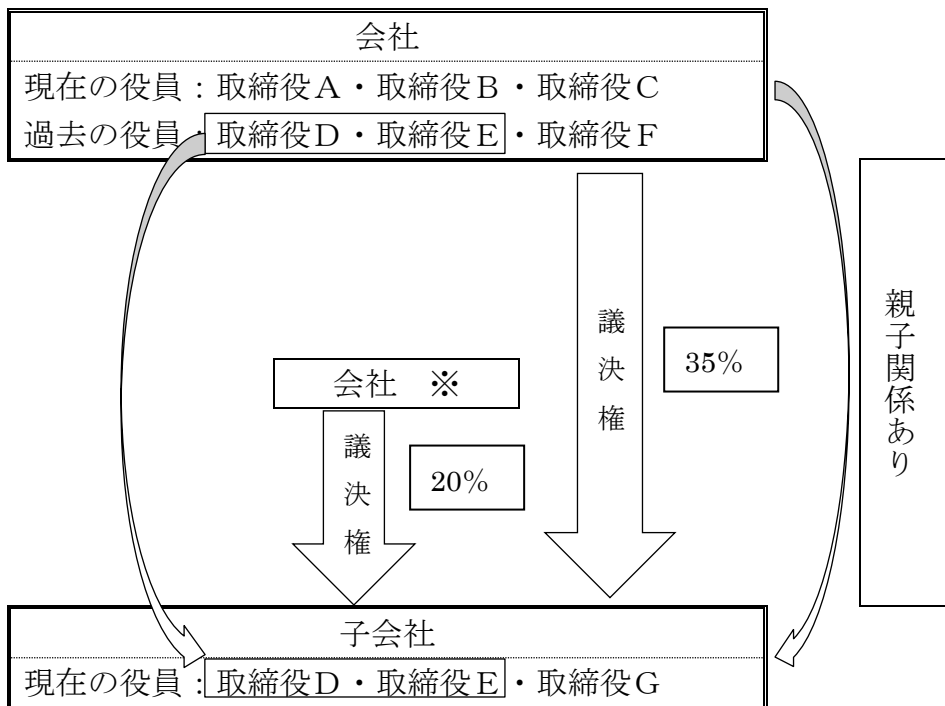 会社
現在の役員：取締役Ａ・取締役Ｂ・取締役Ｃ
過去の役員：取締役Ｄ・取締役Ｅ・取締役Ｆ
議決権
35%
親子関係あり
会社　※
議決権
20%
子会社
現在の役員：取締役Ｄ・取締役Ｅ・取締役Ｇ